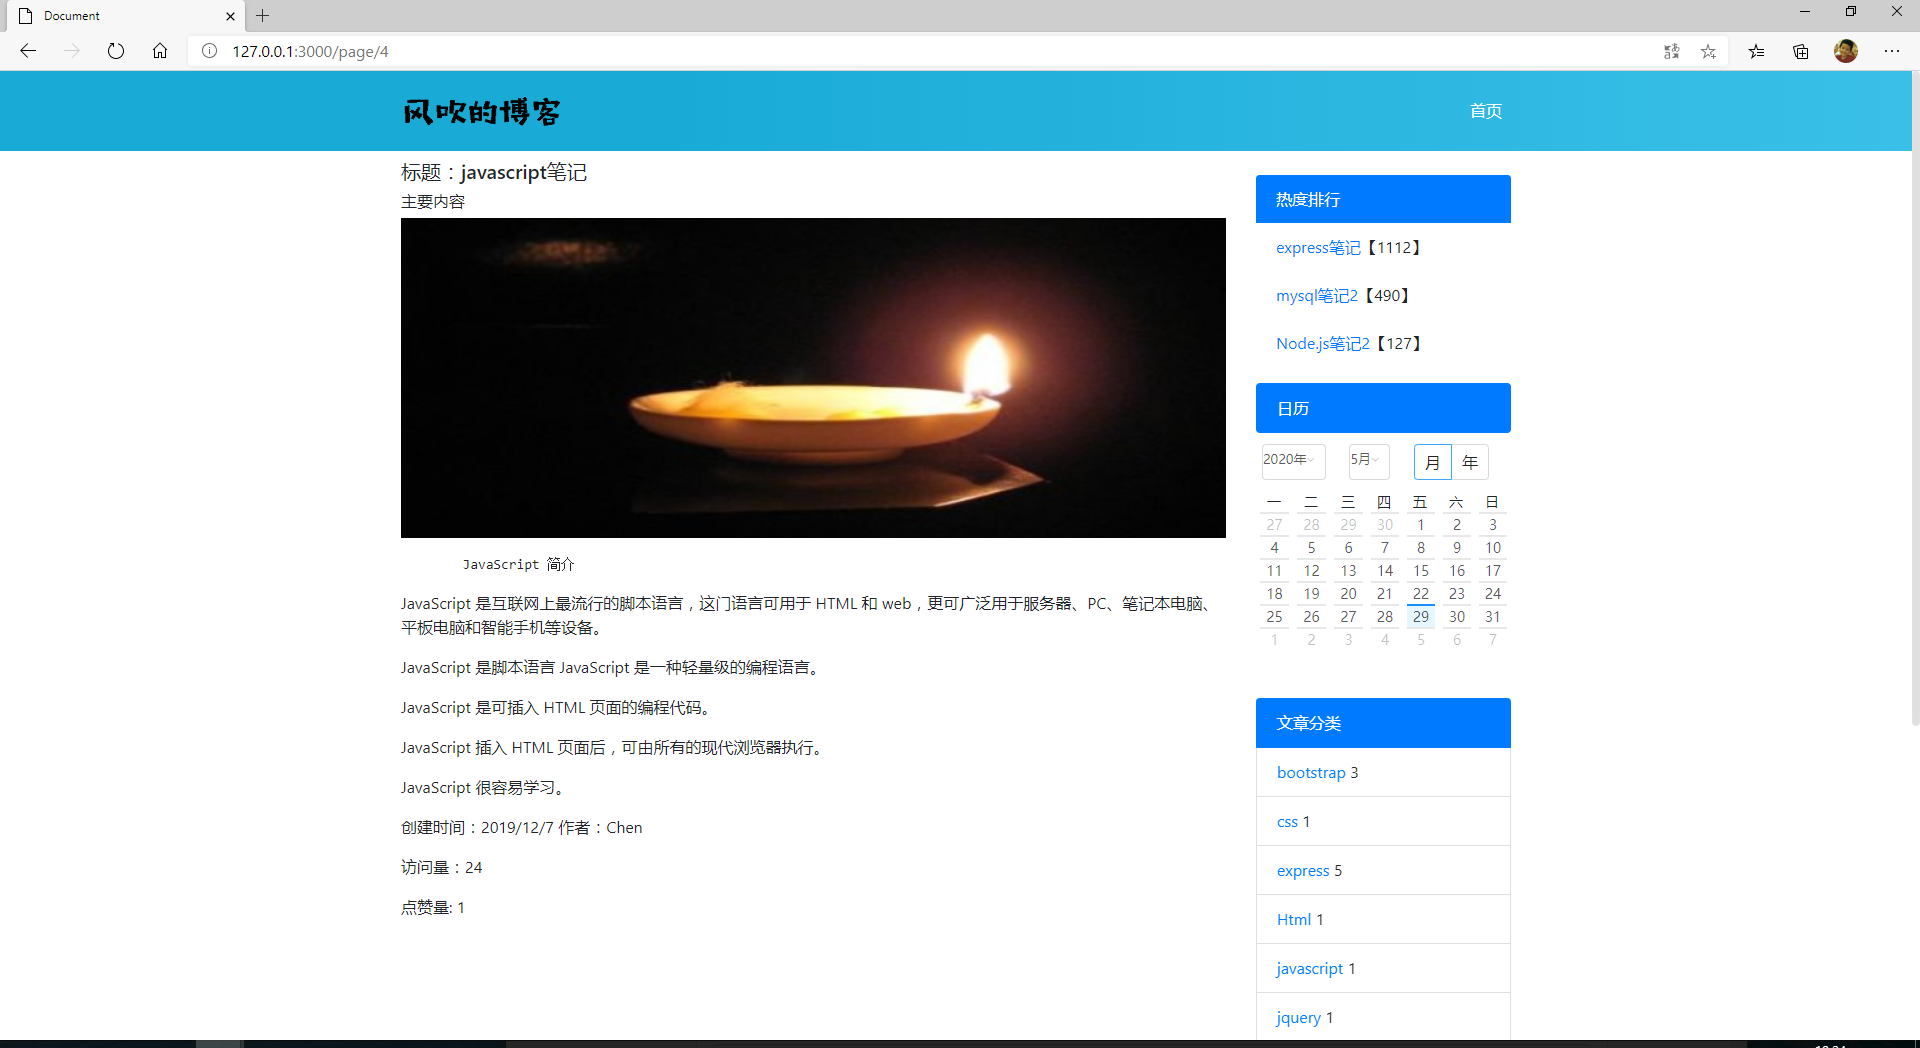 Document
127.0.0.1:3000/page/4
风吹的博客
首页
标题：javascript笔记
主要内容
JavaScript 简介
JavaScript 是互联网上最流行的脚本语言，这门语言可用于 HTML 和 web，更可广泛用于服务器、PC、笔记本电脑、
平板电脑和智能手机等设备。
JavaScript 是脚本语言 JavaScript 是一种轻量级的编程语言。
JavaScript 是可插入 HTML 页面的编程代码。
JavaScript 插入 HTML 页面后，可由所有的现代浏览器执行。
JavaScript 很容易学习。
创建时间：2019/12/7 作者：Chen
访问量：24
点赞量: 1
热度排行
express笔记【1112】
mysql笔记2【490】
Node.js笔记2【127】
日历
2020年 5月 月 年
一 二 三 四 五 六 日
27 28 29 30 1 2 3
4 5 6 7 8 9 10
11 12 13 14 15 16 17
18 19 20 21 22 23 24
25 26 27 28 29 30 31
1 2 3 4 5 6 7
文章分类
bootstrap 3
css 1
express 5
Html 1
javascript 1
jquery 1